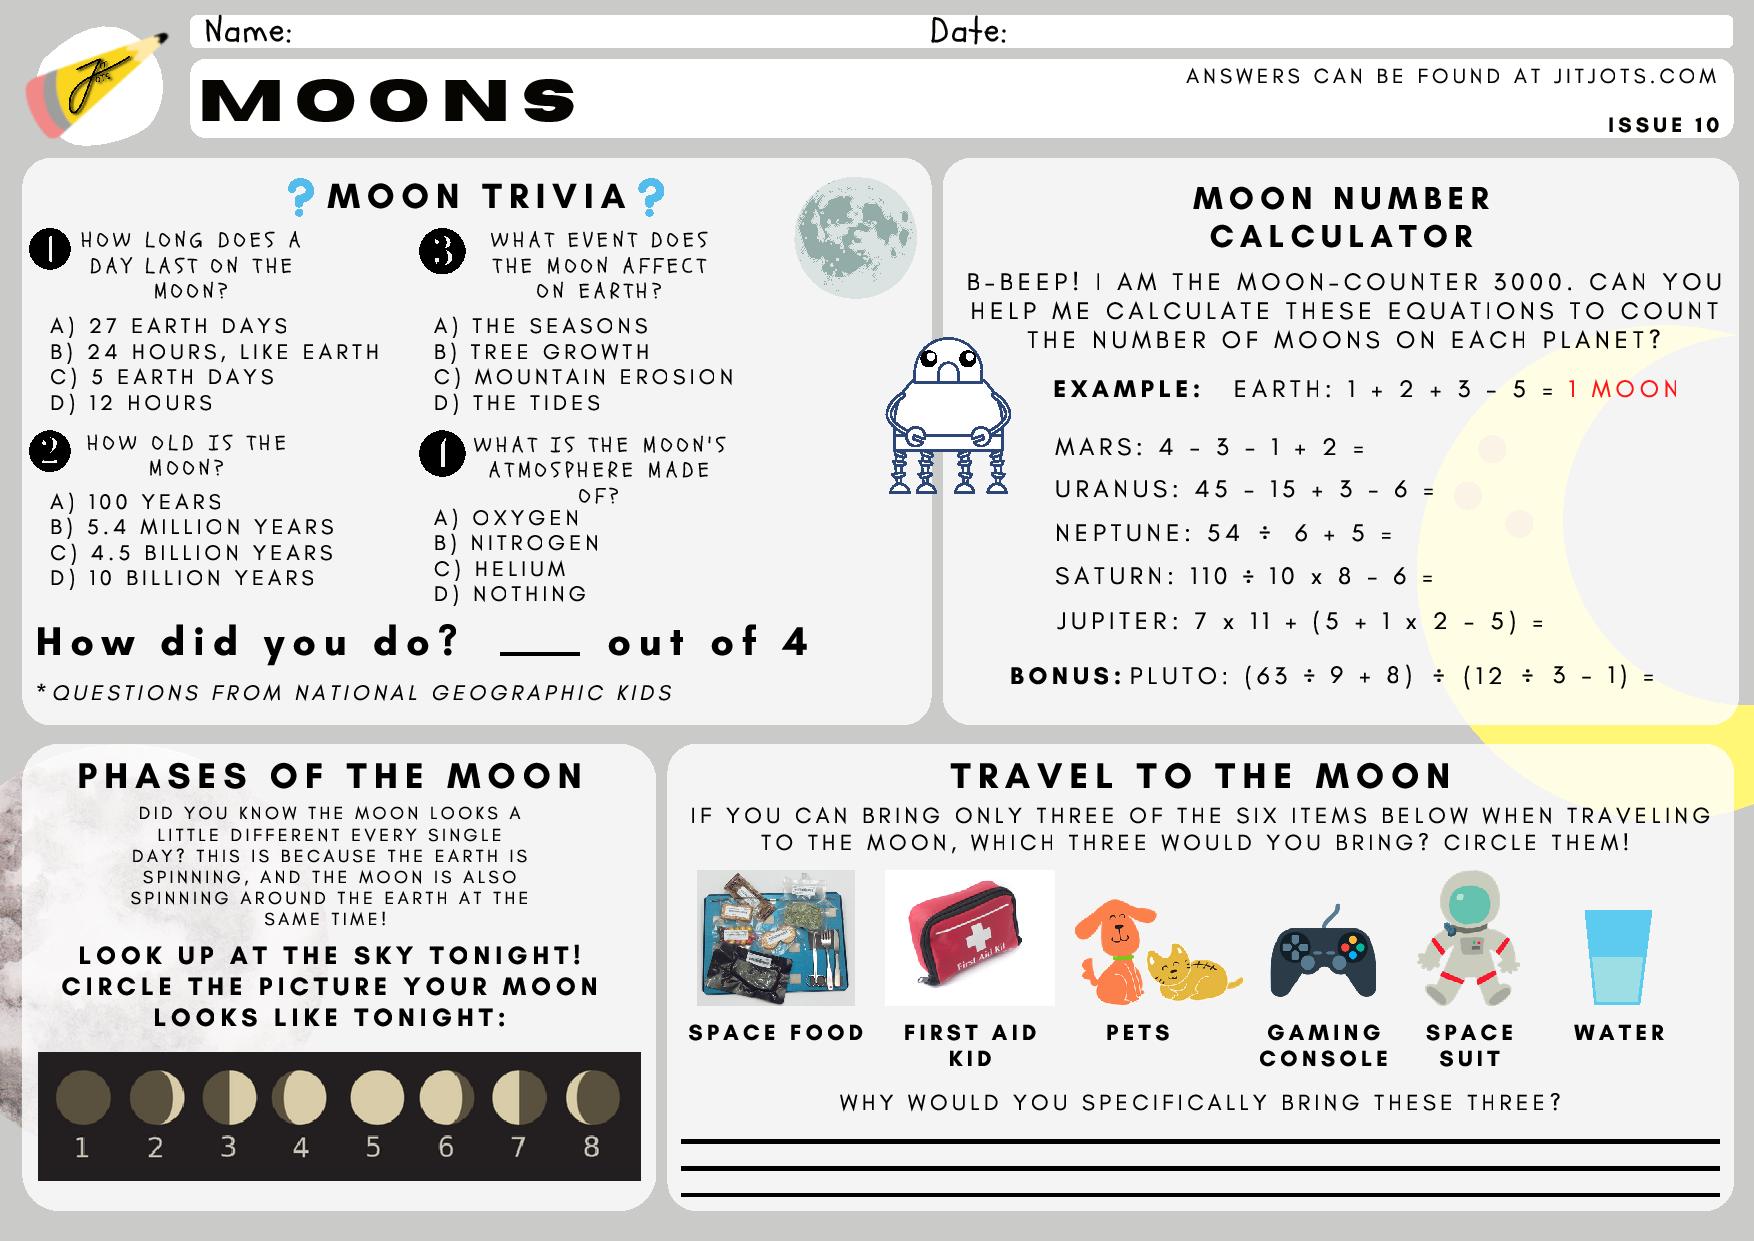 Name:
Date:
MOONS
ANSWERS CAN BE FOUND AT JITJOTS.COM
ISSUE 10
?MOON TRIVIA?
1 HOW LONG DOES A
DAY LAST ON THE
MOON?
A) 27 EARTH DAYS
B) 24 HOURS, LIKE EARTH
C) 5 EARTH DAYS
D) 12 HOURS
2 HOW OLD IS THE
MOON?
A) 100 YEARS
B) 5.4 MILLION YEARS
C) 4.5 BILLION YEARS
D) 10 BILLION YEARS
3 WHAT EVENT DOES
THE MOON AFFECT
ON EARTH?
A) THE SEASONS
B) TREE GROWTH
C) MOUNTAIN EROSION
D) THE TIDES
WHAT IS THE MOON'S
ATMOSPHERE MADE
OF?
A) OXYGEN
B) NITROGEN
C) HELIUM
D) NOTHING
How did you do? ___ out of 4
*QUESTIONS FROM NATIONAL GEOGRAPHIC KIDS
MOON NUMBER
CALCULATOR
B-BEEP! I AM THE MOON-COUNTER 3000. CAN YOU
HELP ME CALCULATE THESE EQUATIONS TO COUNT
THE NUMBER OF MOONS ON EACH PLANET?
EXAMPLE: EARTH: 1 + 2 + 3 - 5 = 1 MOON
MARS: 4 - 3 - 1 + 2 =
URANUS: 45 - 15 + 3 - 6 =
NEPTUNE: 54 ÷ 6 + 5 =
SATURN: 110 ÷ 10 x 8 - 6 =
JUPITER: 7 x 11 + (5 + 1 x 2 - 5) =
BONUS: PLUTO: (63 ÷ 9 + 8) ÷ (12 ÷ 3 - 1) =
PHASES OF THE MOON
DID YOU KNOW THE MOON LOOKS A
LITTLE DIFFERENT EVERY SINGLE
DAY? THIS IS BECAUSE THE EARTH IS
SPINNING, AND THE MOON IS ALSO
SPINNING AROUND THE EARTH AT THE
SAME TIME!
LOOK UP AT THE SKY TONIGHT!
CIRCLE THE PICTURE YOUR MOON
LOOKS LIKE TONIGHT:
1 2 3 4 5 6 7 8
TRAVEL TO THE MOON
IF YOU CAN BRING ONLY THREE OF THE SIX ITEMS BELOW WHEN TRAVELING
TO THE MOON, WHICH THREE WOULD YOU BRING? CIRCLE THEM!
First Aid Kit
SPACE FOOD
FIRST AID
KID
PETS
GAMING
CONSOLE
SPACE
SUIT
WATER
WHY WOULD YOU SPECIFICALLY BRING THESE THREE?